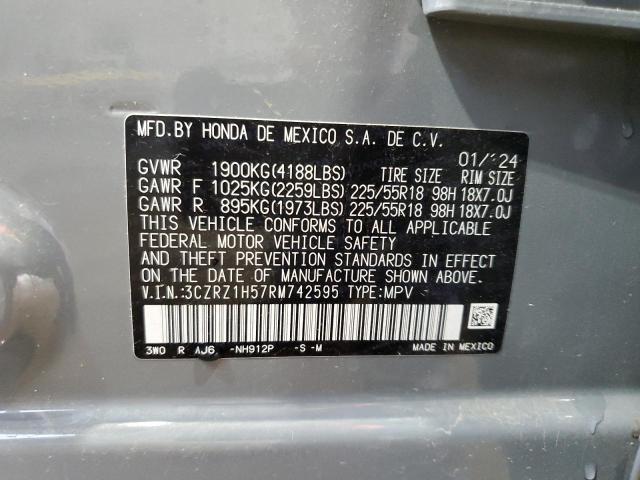 MFD.BY HONDA DE MEXICO S.A. DE C.V.
GVWR 1900KG(4188LBS) TIRE SIZE 01/'24 RIM SIZE
GAWR F 1025KG(2259LBS) 225/55R18 98H 18X7.0J
GAWR R 895KG(1973LBS) 225/55R18 98H 18X7.0J
THIS VEHICLE CONFORMS TO ALL APPLICABLE
FEDERAL MOTOR VEHICLE SAFETY
AND THEFT PREVENTION STANDARDS IN EFFECT
ON THE DATE OF MANUFACTURE SHOWN ABOVE.
V.I.N.:3CZRZ1H57RM742595 TYPE:MPV
3W0 R AJ6 -NH912P -S -M MADE IN MEXICO